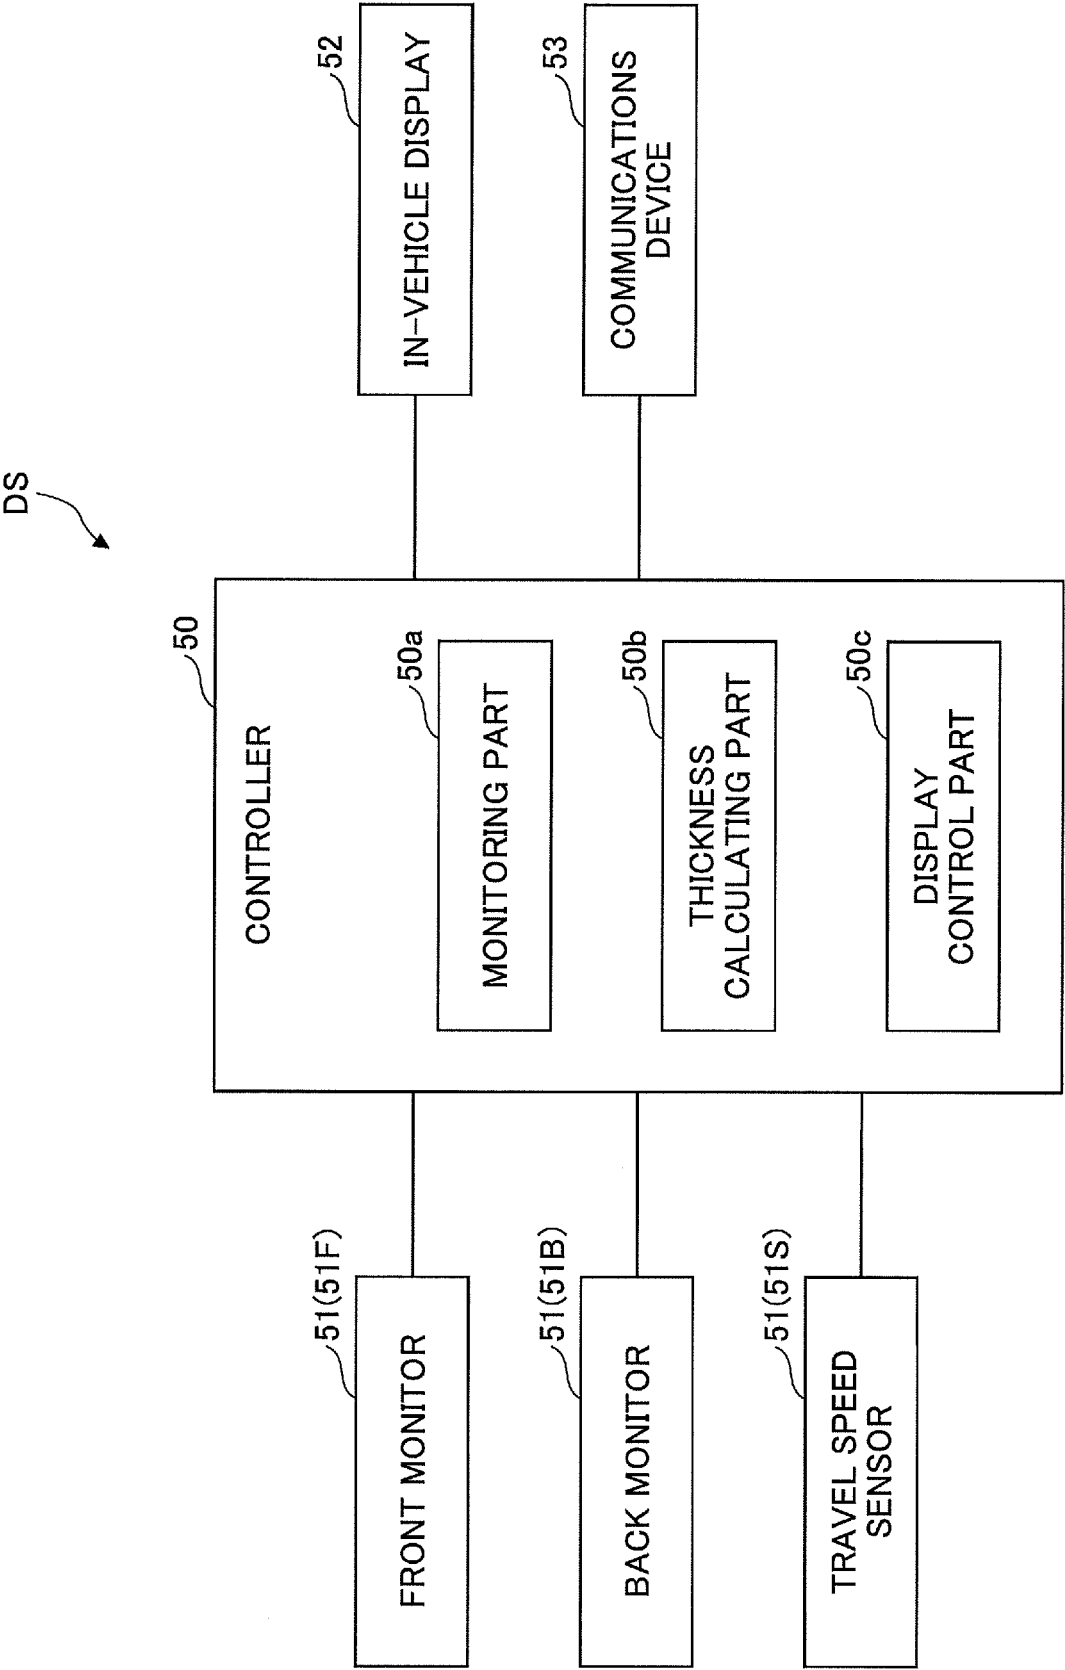 DS
50
CONTROLLER
51(51F)
FRONT MONITOR
50a
MONITORING PART
52
IN-VEHICLE DISPLAY
51(51B)
BACK MONITOR
50b
THICKNESS
CALCULATING PART
53
COMMUNICATIONS
DEVICE
51(51S)
TRAVEL SPEED
SENSOR
50c
DISPLAY
CONTROL PART